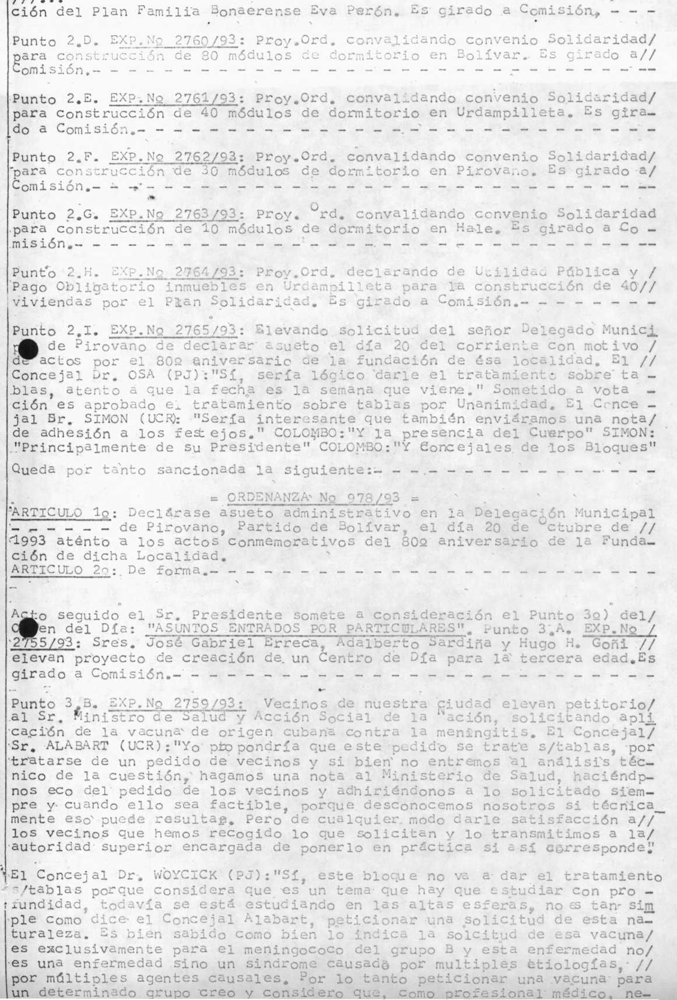 ///...
ción del Plan Familia Bonaerense Eva Perón. Es girado a Comisión, - - -
Punto 2.D. EXP.Nº 2760/93: Proy.Ord. convalidando convenio Solidaridad/
para construcción de 80 módulos de dormitorio en Bolívar. Es girado a//
Comisión.- - - - - - - - - - - - - - - - - - - - - - - - - - - - - - --
Punto 2.E. EXP.Nº 2761/93: Proy.Ord. convalidando convenio Solidaridad/
para construcción de 40 módulos de dormitorio en Urdampilleta. Es gira-
do a Comisión.- - - - - - - - - - - - - - - - - - - - - - - - - - - - -
Punto 2.F. EXP.Nº 2762/93: Proy.Ord. convalidando convenio Solidaridad/
para construcción de 30 módulos de dormitorio en Pirovano. Es girado a/
Comisión.- - - - - - - - - - - - - - - - - - - - - - - - - - - - - - --
Punto 2.G. EXP.Nº 2763/93: Proy. Ord. convalidando convenio Solidaridad
para construcción de 10 módulos de dormitorio en Hale. Es girado a Co -
misión.- - - - - - - - - - - - - - - - - - - - - - - - - - - - - - - -
Punto 2.H. EXP.Nº 2764/93: Proy.Ord. declarando de Utilidad Pública y /
Pago Obligatorio inmuebles en Urdampilleta para la construcción de 40//
viviendas por el Plan Solidaridad. Es girado a Comisión.- - - - - - - -
Punto 2.I. EXP.Nº 2765/93: Elevando solicitud del señor Delegado Munici
de Pirovano de declarar asueto el día 20 del corriente con motivo /
de actos por el 80º aniversario de la fundación de ésa localidad. El //
Concejal Dr. OSA (PJ):"Sí, sería lógico darle el tratamiento sobre ta -
blas, atento a que la fecha es la semana que viene." Sometido a vota -
ción es aprobado el tratamiento sobre tablas por Unanimidad. El Conce -
jal Sr. SIMON (UCR): "Sería interesante que también enviáramos una nota/
de adhesión a los festejos." COLOMBO:"Y la presencia del Cuerpo" SIMON:
"Principalmente de su Presidente" COLOMBO:"Y Concejales de los Bloques"
Queda por tanto sancionada la siguiente:- - - - - - - - - - - - - - - -
= ORDENANZA Nº 978/93 =
ARTICULO 1º: Declárase asueto administrativo en la Delegación Municipal
- - - - - - de Pirovano, Partido de Bolívar, el día 20 de Octubre de //
1993 aténto a los actos conmemorativos del 80º aniversario de la Funda-
ción de dicha Localidad.
ARTICULO 2º: De forma.- - - - - - - - - - - - - - - - - - - - - - - - -
Acto seguido el Sr. Presidente somete a consideración el Punto 3º) del/
en del Día: "ASUNTOS ENTRADOS POR PARTICULARES". Punto 3.A. EXP.Nº /
2755/93: Sres. José Gabriel Erreca, Adalberto Sardiña y Hugo H. Goñi //
elevan proyecto de creación de un Centro de Día para la tercera edad.Es
girado a Comisión.- - - - - - - - - - - - - - - - - - - - - - - - - - -
Punto 3.B. EXP.Nº 2759/93:  Vecinos de nuestra ciudad elevan petitorio/
al Sr. Ministro de Salud y Acción Social de la Nación, solicitando apli
cación de la vacuna de origen cubana contra la meningitis. El Concejal/
Sr. ALABART (UCR):"Yo propondría que este pedido se trate s/tablas, por
tratarse de un pedido de vecinos y si bien no entremos al análisis téc-
nico de la cuestión, hagamos una nota al Ministerio de Salud, haciéndp-
nos eco del pedido de los vecinos y adhiriéndonos a lo solicitado siem-
pre y cuando ello sea factible, porque desconocemos nosotros si técnica_
mente eso puede resultar. Pero de cualquier modo darle satisfacción a//
los vecinos que hemos recogido lo que solicitan y lo transmitimos a la/
autoridad superior encargada de ponerlo en práctica si así corresponde."
El Concejal Dr. WOYCICK (PJ):"Sí, este bloque no va a dar el tratamiento
s/tablas porque considera que es un tema que hay que estudiar con pro -
fundidad, todavía se está estudiando en las altas esferas, no es tan sim
ple como dice el Concejal Alabart, peticionar una solicitud de esta na-
turaleza. Es bien sabido como bien lo indica la solcitud de esa vacuna/
es exclusivamente para el meningococo del grupo B y esta enfermedad no/
es una enfermedad sino un sindrome causada por multiples etiologías, //
por múltiples agentes causales. Por lo tanto peticionar una vacuna para
un determinado grupo creo y considero que, como profesional médico, ne-